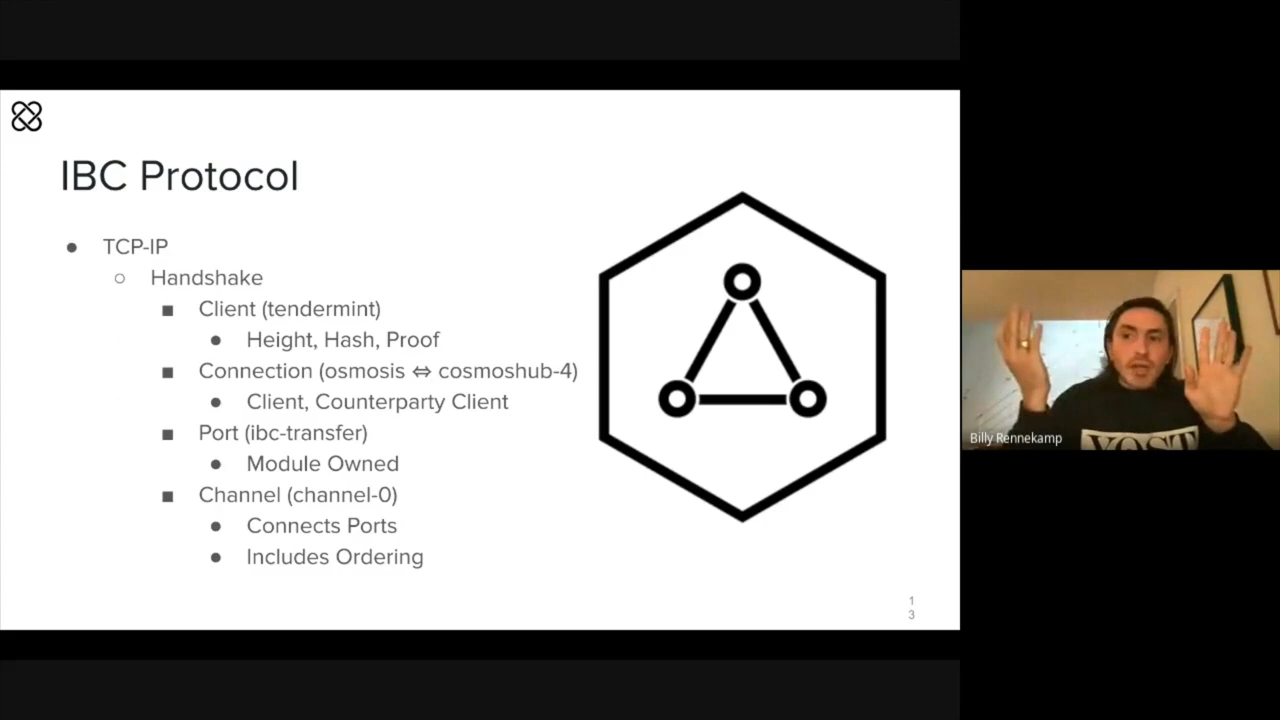 IBC Protocol
● TCP-IP
○ Handshake
■ Client (tendermint)
● Height, Hash, Proof
■ Connection (osmosis ⇔ cosmoshub-4)
● Client, Counterparty Client
■ Port (ibc-transfer)
● Module Owned
■ Channel (channel-0)
● Connects Ports
● Includes Ordering
1
3
Billy Rennekamp
YOST